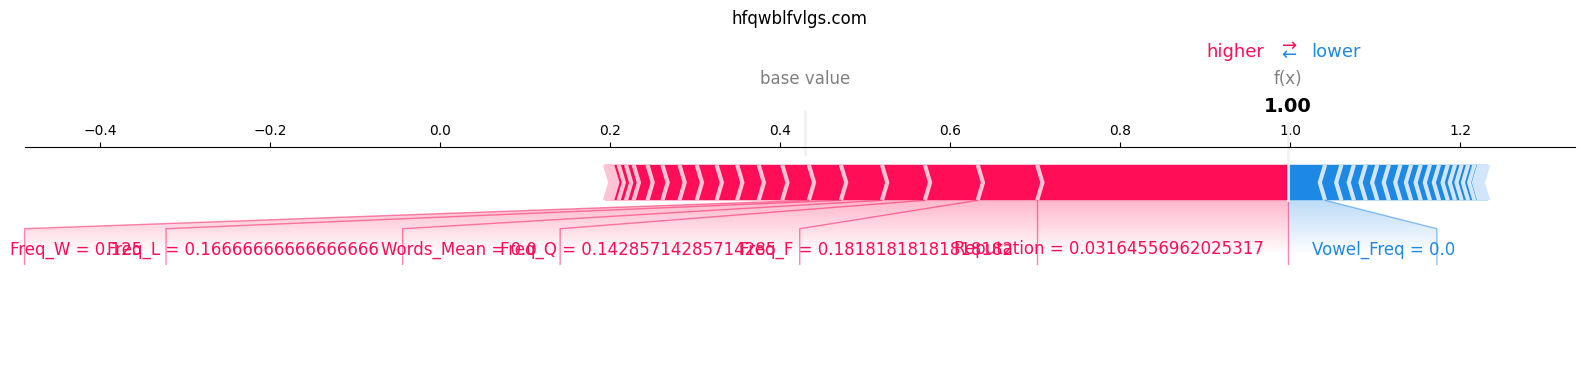 hfqwblfvlgs.com
higher ⇄ lower
base value f(x)
1.00
−0.4 −0.2 0.0 0.2 0.4 0.6 0.8 1.0 1.2
Freq_W = 0.125 Freq_L = 0.16666666666666666 Words_Mean = 0.0 Freq_Q = 0.14285714285714285 Freq_F = 0.18181818181818182 Reputation = 0.03164556962025317 Vowel_Freq = 0.0